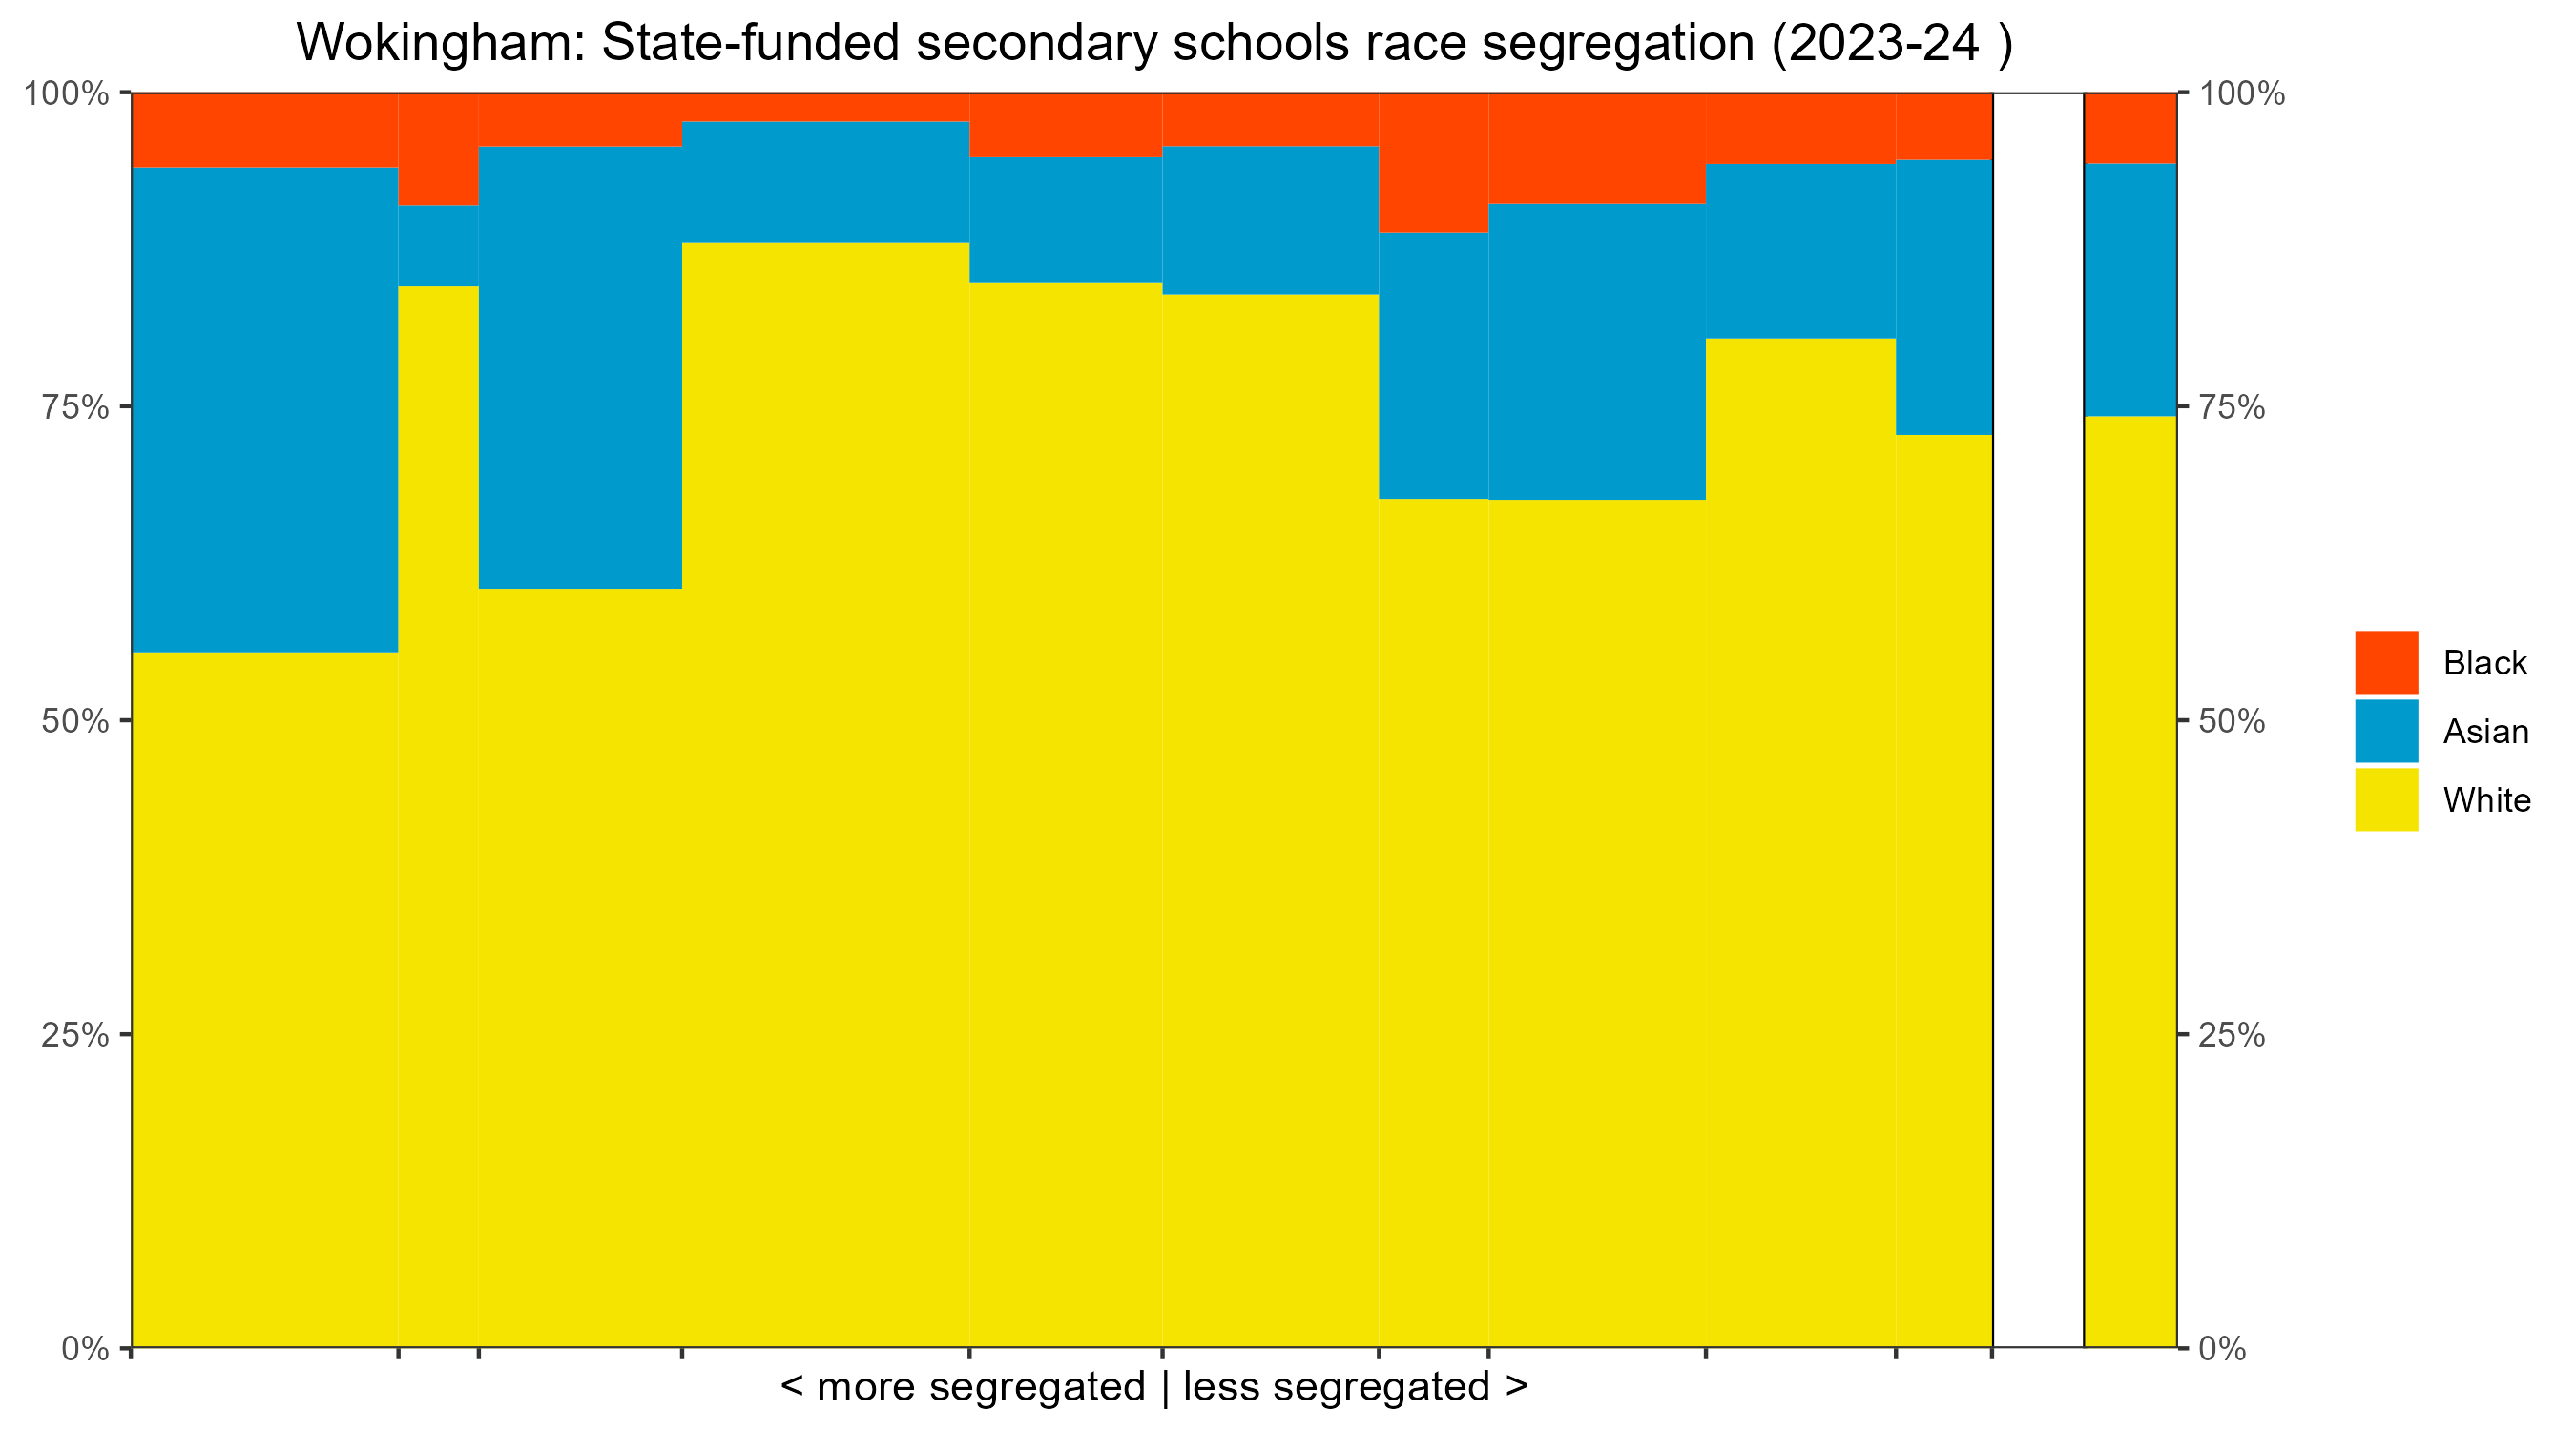 Wokingham: State-funded secondary schools race segregation (2023-24 )
100%
75%
50%
25%
0%
100%
75%
50%
25%
0%
Black
Asian
White
< more segregated | less segregated >